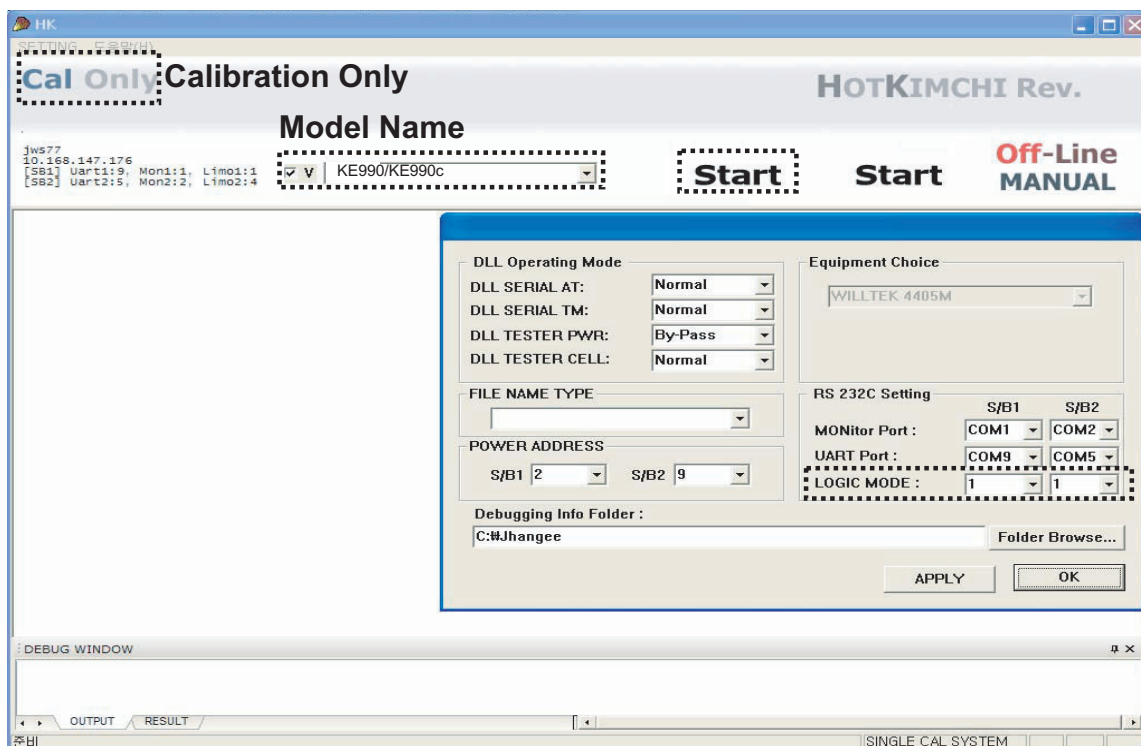 HK
SETTING 도움말(H)
Cal Only Calibration Only
HOTKIMCHI Rev.
Model Name
jws77
10.168.147.176
[SB1] Uart1:9, Mon1:1, Limo1:1
[SB2] Uart2:5, Mon2:2, Limo2:4
V KE990/KE990c
Start
Start
Off-Line
MANUAL
DLL Operating Mode
DLL SERIAL AT: Normal
DLL SERIAL TM: Normal
DLL TESTER PWR: By-Pass
DLL TESTER CELL: Normal
Equipment Choice
WILLTEK 4405M
FILE NAME TYPE
POWER ADDRESS
S/B1 2 S/B2 9
RS 232C Setting
S/B1 S/B2
MONitor Port : COM1 COM2
UART Port : COM9 COM5
LOGIC MODE : 1 1
Debugging Info Folder :
C:₩Jhangee Folder Browse...
APPLY OK
DEBUG WINDOW
OUTPUT RESULT
준비 SINGLE CAL SYSTEM